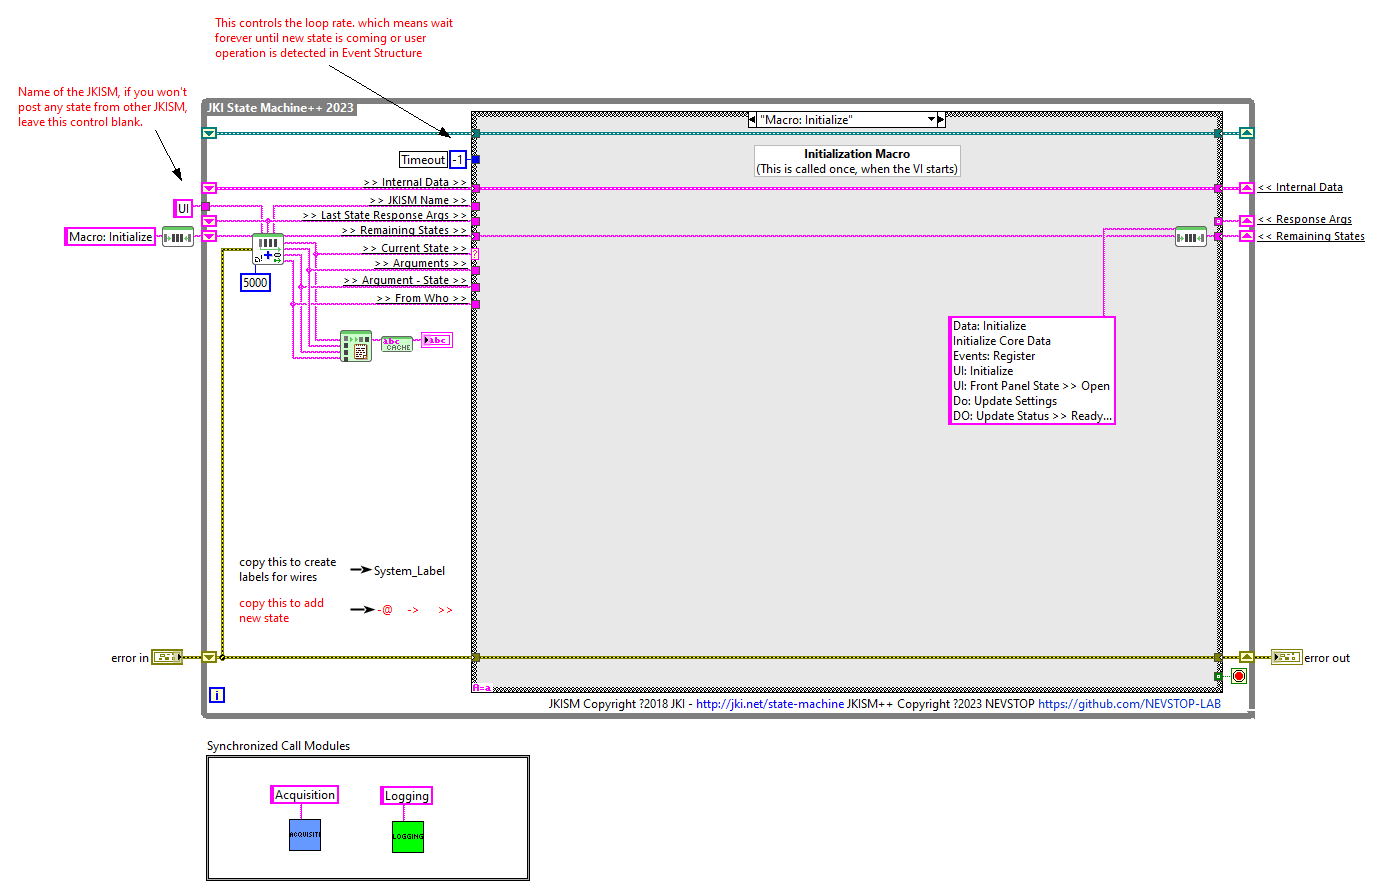 This controls the loop rate. which means wait
forever until new state is coming or user
operation is detected in Event Structure
Name of the JKISM, if you won't
post any state from other JKISM,
leave this control blank.
JKI State Machine++ 2023
"Macro: Initialize"
Timeout -1
Initialization Macro
(This is called once, when the VI starts)
>> Internal Data >>
<< Internal Data
UI
>> JKISM Name >>
>> Last State Response Args >>
<< Response Args
Macro: Initialize
>> Remaining States >>
<< Remaining States
>> Current State >>
?
>> Arguments >>
5000
>> Argument - State >>
>> From Who >>
Data: Initialize
Initialize Core Data
Events: Register
UI: Initialize
UI: Front Panel State >> Open
Do: Update Settings
DO: Update Status >> Ready...
abc
CACHE
abc
copy this to create
labels for wires
System_Label
copy this to add
new state
-@ -> >>
error in
error out
i
A=a
JKISM Copyright ?2018 JKI - http://jki.net/state-machine JKISM++ Copyright ?2023 NEVSTOP https://github.com/NEVSTOP-LAB
Synchronized Call Modules
Acquisition
Logging
ACQUISITI
LOGGING